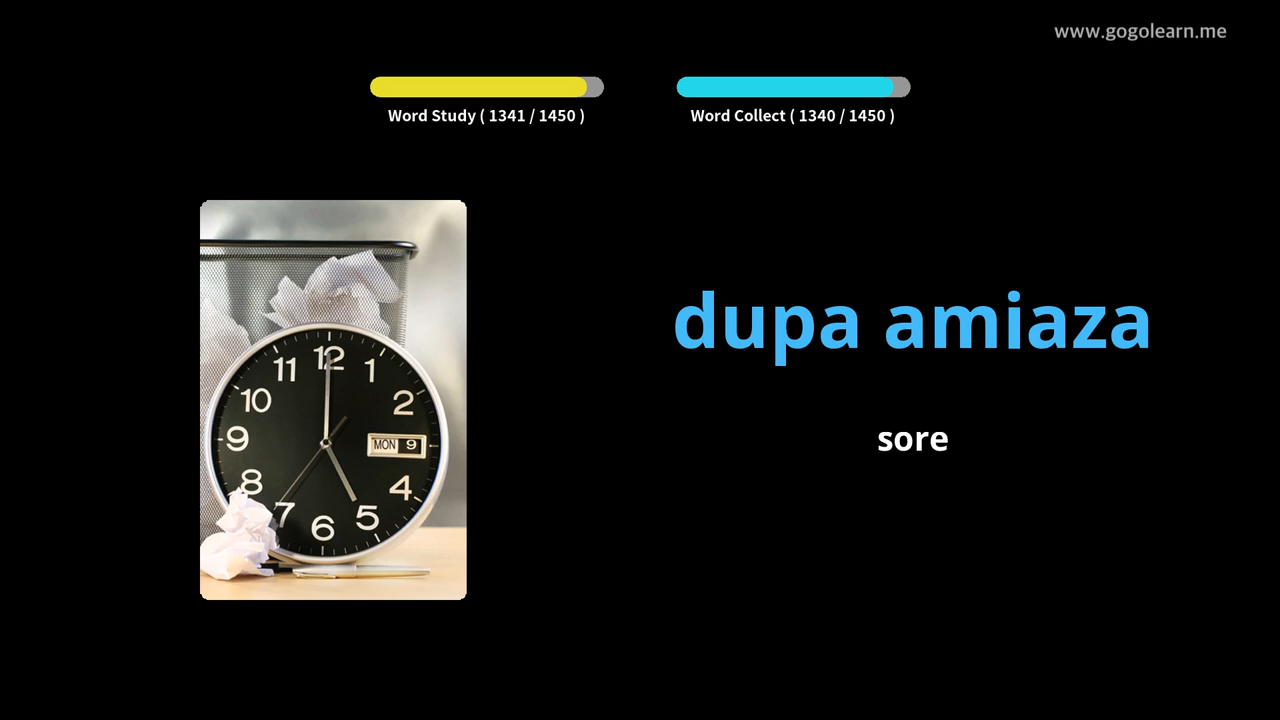 www.gogolearn.me
Word Study ( 1341 / 1450 )
Word Collect ( 1340 / 1450 )
dupa amiaza
sore
12
11
1
10
2
9
MON 9
8
4
7
5
6